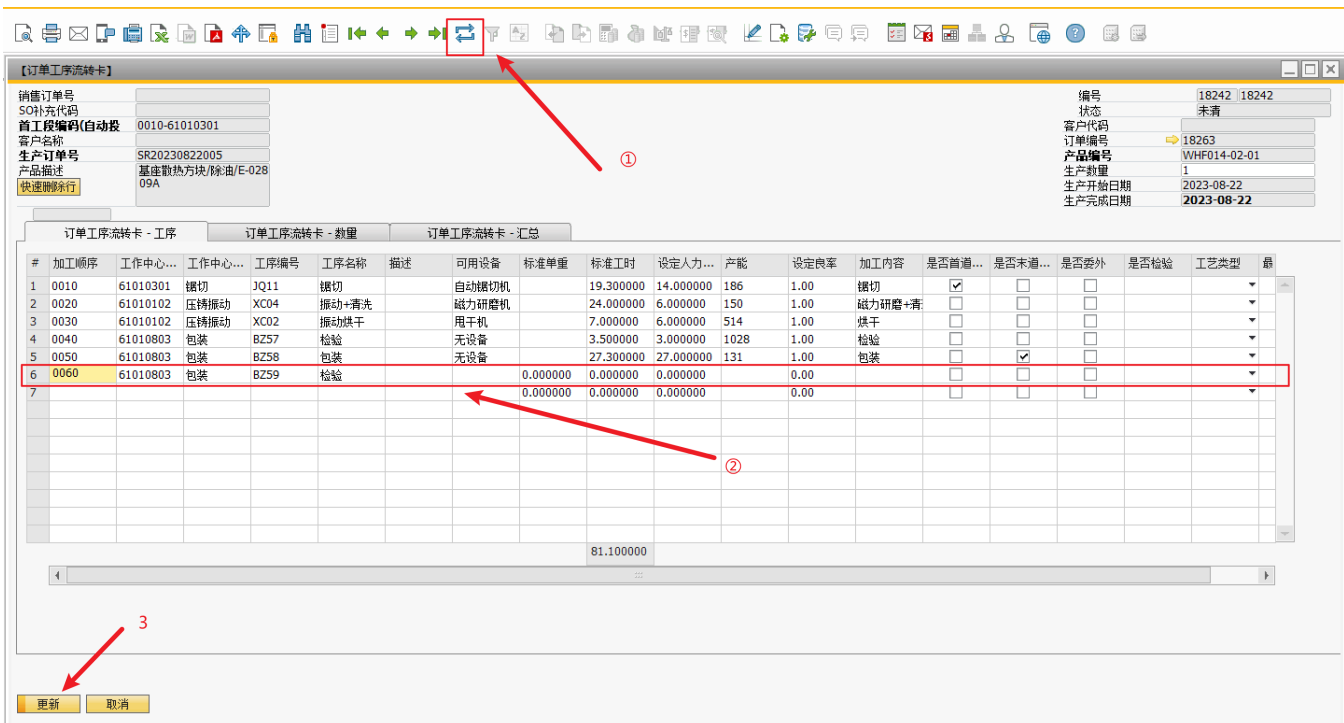 【订单工序流转卡】
销售订单号
SO补充代码
首工段编码(自动投 0010-61010301
客户名称
生产订单号 SR20230822005
产品描述 基座散热方块/除油/E-028
09A
快速删除行
编号 18242 18242
状态 未清
客户代码
订单编号 18263
产品编号 WHF014-02-01
生产数量 1
生产开始日期 2023-08-22
生产完成日期 2023-08-22
①
订单工序流转卡 - 工序 订单工序流转卡 - 数量 订单工序流转卡 - 汇总
# 加工顺序 工作中心... 工作中心... 工序编号 工序名称 描述 可用设备 标准单重 标准工时 设定人力... 产能 设定良率 加工内容 是否首道... 是否末道... 是否委外 是否检验 工艺类型 最
1 0010 61010301 锯切 JQ11 锯切 自动锯切机 19.300000 14.000000 186 1.00 锯切
2 0020 61010102 压铸振动 XC04 振动+清洗 磁力研磨机 24.000000 6.000000 150 1.00 磁力研磨+清
3 0030 61010102 压铸振动 XC02 振动烘干 甩干机 7.000000 6.000000 514 1.00 烘干
4 0040 61010803 包装 BZ57 检验 无设备 3.500000 3.000000 1028 1.00 检验
5 0050 61010803 包装 BZ58 包装 无设备 27.300000 27.000000 131 1.00 包装
6 0060 61010803 包装 BZ59 检验 0.000000 0.000000 0.000000 0.00
7 0.000000 0.000000 0.000000 0.00
②
81.100000
3
更新 取消